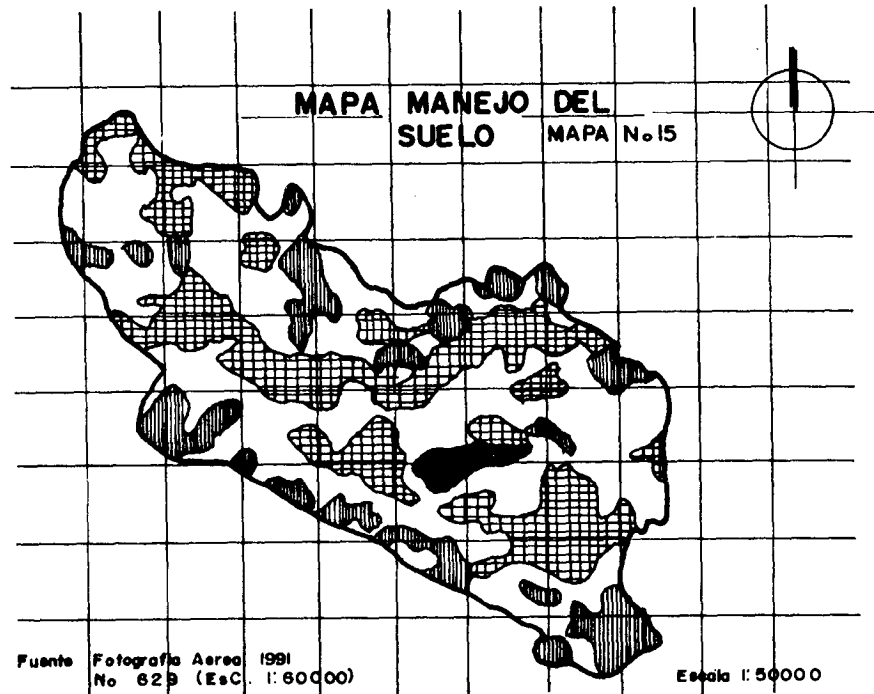 MAPA MANEJO DEL
SUELO MAPA No 15
Fuente Fotografia Aerea 1991
No 629 (EsC. 1:60000)
Escala 1:50000